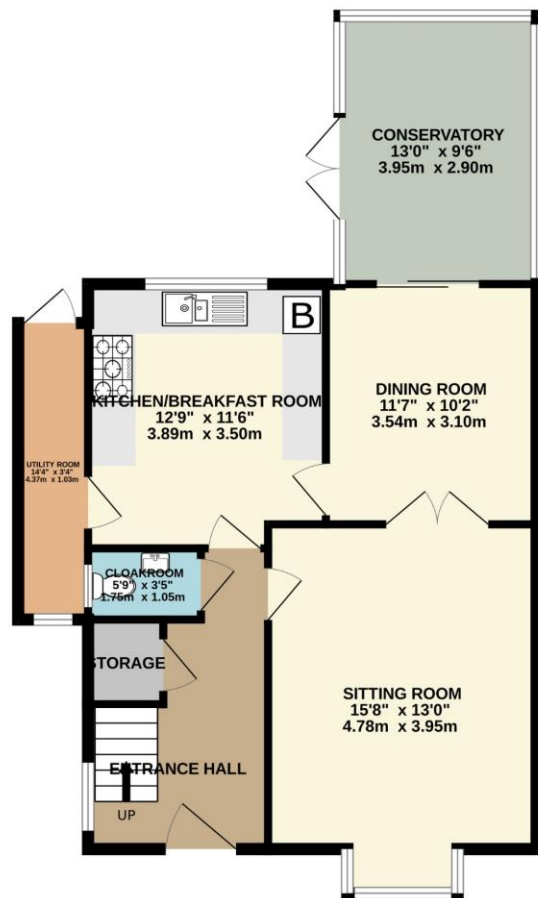 CONSERVATORY
13'0" x 9'6"
3.95m x 2.90m
B
KITCHEN/BREAKFAST ROOM
12'9" x 11'6"
3.89m x 3.50m
DINING ROOM
11'7" x 10'2"
3.54m x 3.10m
UTILITY ROOM
14'4" x 3'4"
4.37m x 1.03m
CLOAKROOM
5'9" x 3'5"
1.75m x 1.05m
STORAGE
SITTING ROOM
15'8" x 13'0"
4.78m x 3.95m
ENTRANCE HALL
UP